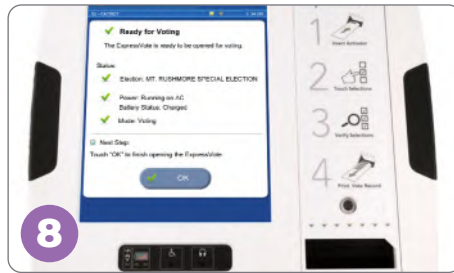 Ready for Voting
The ExpressVote is ready to be opened for voting.
Status:
Election: MT. RUSHMORE SPECIAL ELECTION
Power: Running on AC
Battery Status: Charged
Mode: Voting
Next Step:
Touch "OK" to finish opening the ExpressVote
OK
1
Insert Activator
2
Touch Selections
3
Verify Selections
4
Print Vote Record
8